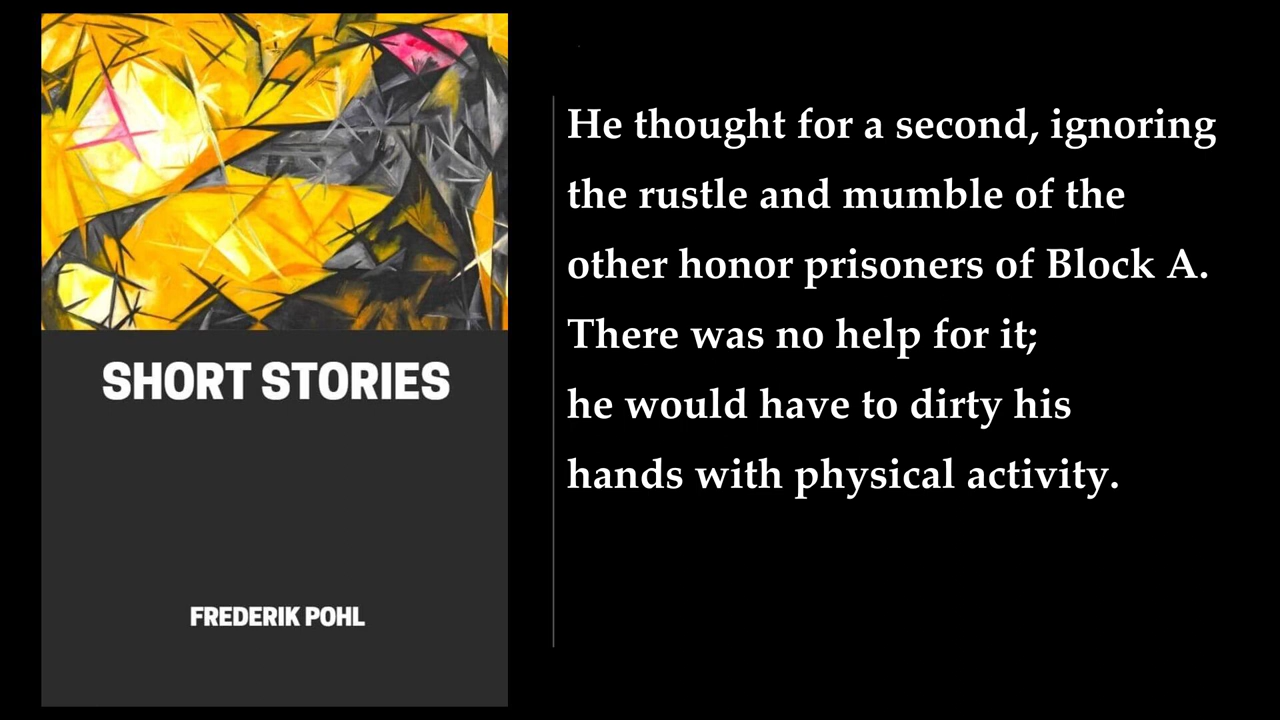 SHORT STORIES
FREDERIK POHL
He thought for a second, ignoring
the rustle and mumble of the
other honor prisoners of Block A.
There was no help for it;
he would have to dirty his
hands with physical activity.